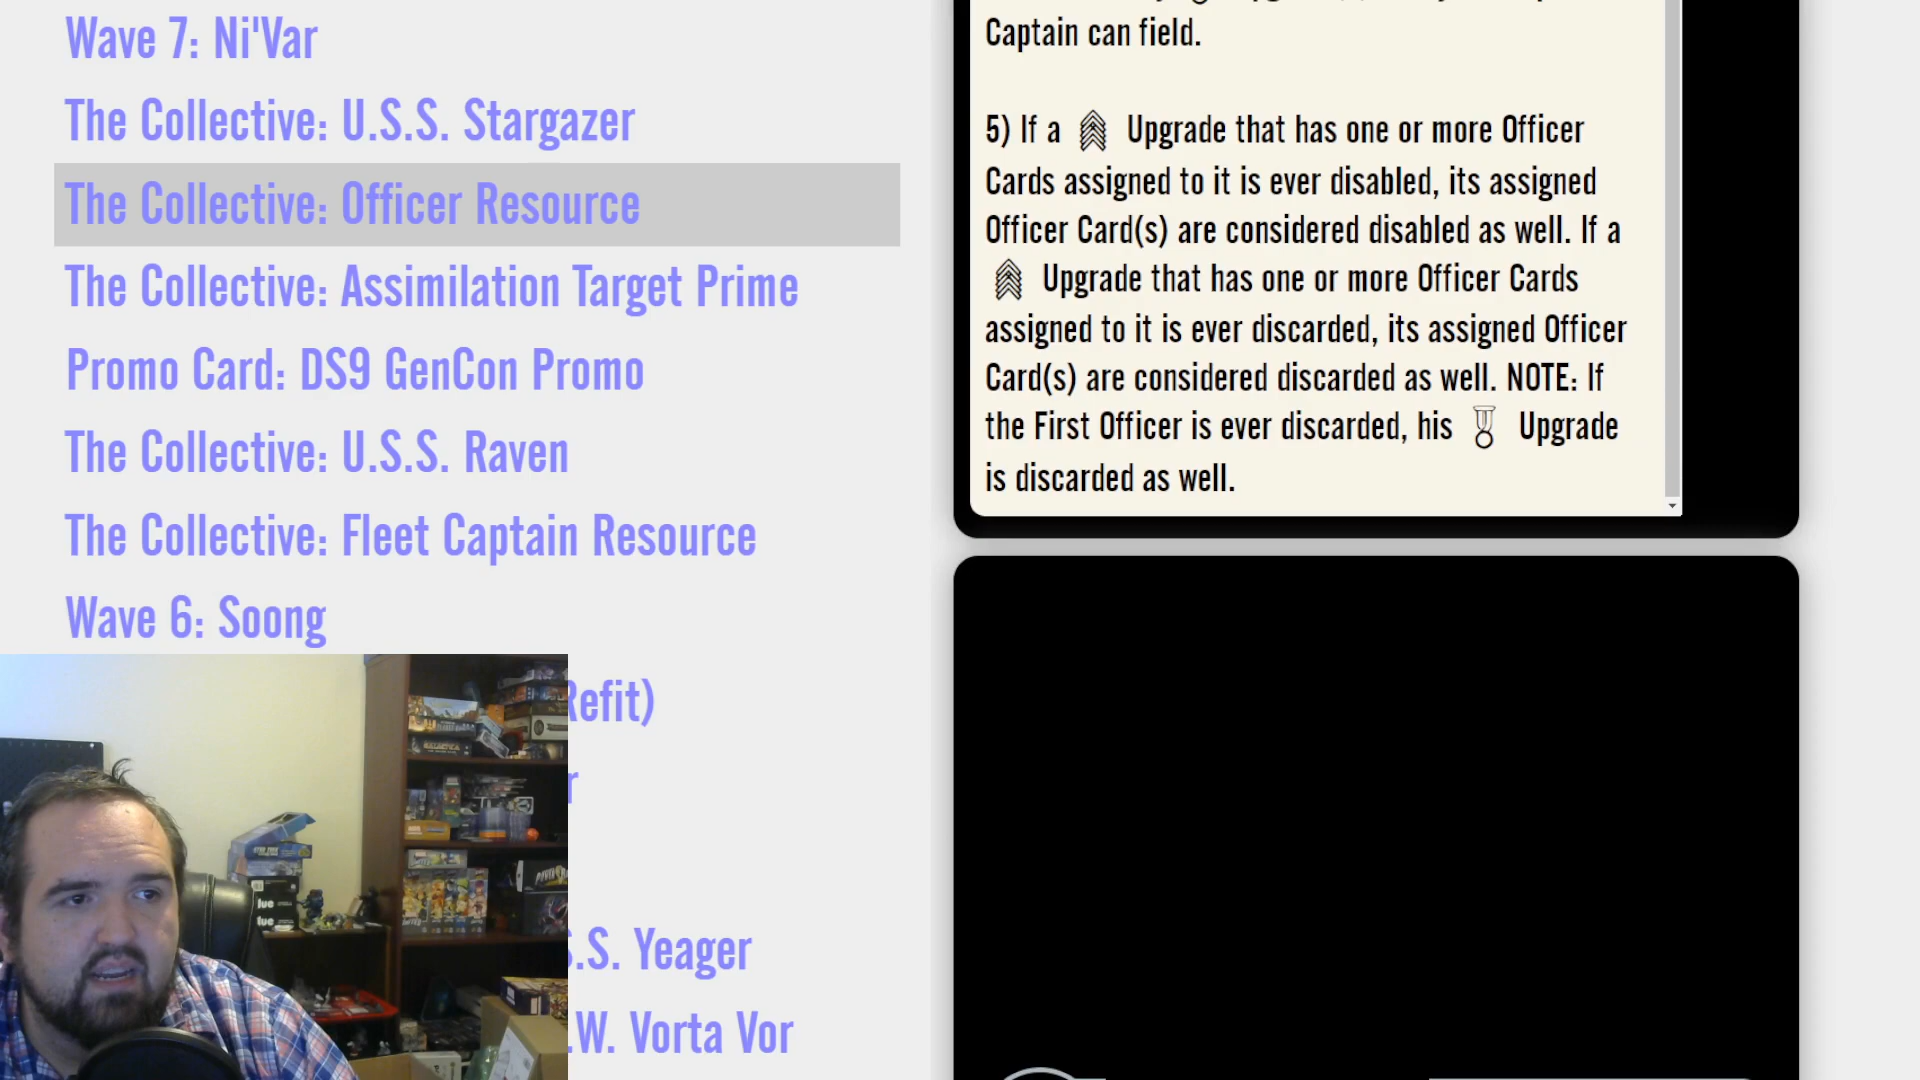 Wave 7: Ni'Var
The Collective: U.S.S. Stargazer
The Collective: Officer Resource
The Collective: Assimilation Target Prime
Promo Card: DS9 GenCon Promo
The Collective: U.S.S. Raven
The Collective: Fleet Captain Resource
Wave 6: Soong
Refit)
r
.S. Yeager
.W. Vorta Vor
Captain can field.
5) If a Upgrade that has one or more Officer
Cards assigned to it is ever disabled, its assigned
Officer Card(s) are considered disabled as well. If a
Upgrade that has one or more Officer Cards
assigned to it is ever discarded, its assigned Officer
Card(s) are considered discarded as well. NOTE: If
the First Officer is ever discarded, his Upgrade
is discarded as well.